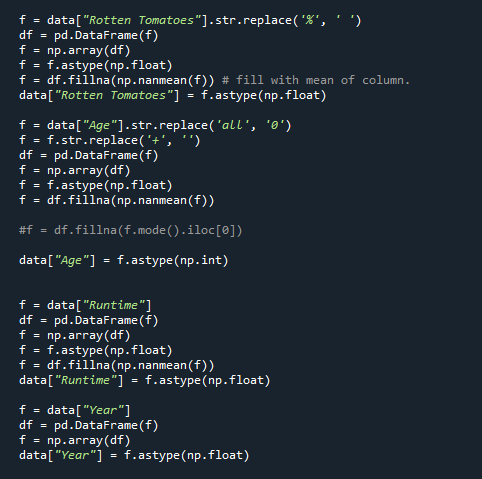 f = data["Rotten Tomatoes"].str.replace('%', ' ')
df = pd.DataFrame(f)
f = np.array(df)
f = f.astype(np.float)
f = df.fillna(np.nanmean(f)) # fill with mean of column.
data["Rotten Tomatoes"] = f.astype(np.float)
f = data["Age"].str.replace('all', '0')
f = f.str.replace('+', '')
df = pd.DataFrame(f)
f = np.array(df)
f = f.astype(np.float)
f = df.fillna(np.nanmean(f))
#f = df.fillna(f.mode().iloc[0])
data["Age"] = f.astype(np.int)
f = data["Runtime"]
df = pd.DataFrame(f)
f = np.array(df)
f = f.astype(np.float)
f = df.fillna(np.nanmean(f))
data["Runtime"] = f.astype(np.float)
f = data["Year"]
df = pd.DataFrame(f)
f = np.array(df)
data["Year"] = f.astype(np.float)